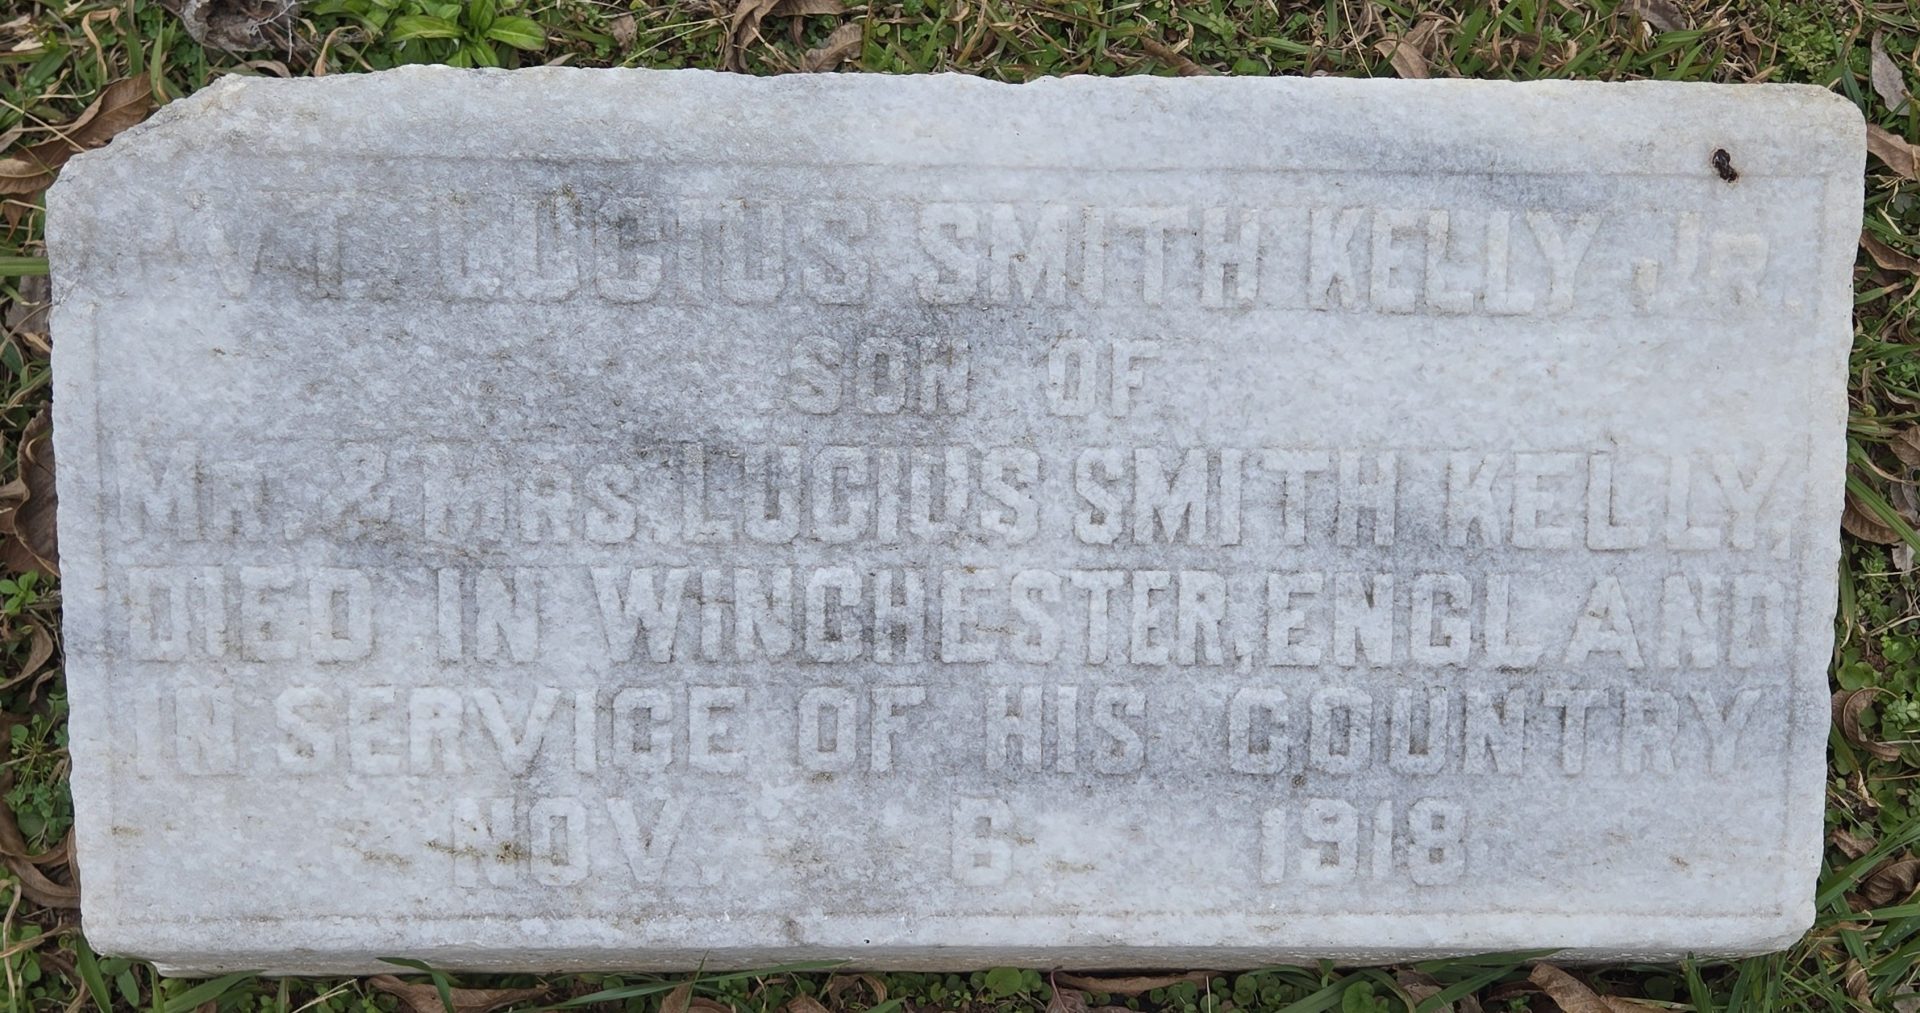 PVT. LUCIUS SMITH KELLY JR.
SON OF
MR. & MRS. LUCIUS SMITH KELLY,
DIED IN WINCHESTER, ENGLAND
IN SERVICE OF HIS COUNTRY
NOV. 6 1918